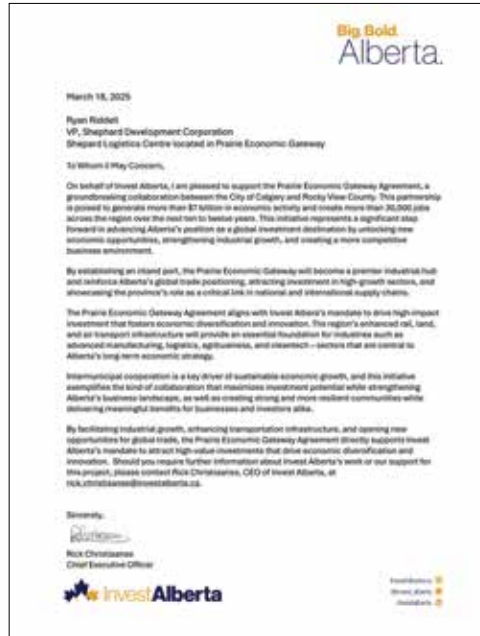 Big. Bold.
Alberta.
March 18, 2025
Ryan Riddell
VP, Shephard Development Corporation
Shepard Logistics Centre located in Prairie Economic Gateway
To Whom it May Concern,
On behalf of Invest Alberta, I am pleased to support the Prairie Economic Gateway Agreement, a
groundbreaking collaboration between the City of Calgary and Rocky View County. This partnership
is poised to generate more than $7 billion in economic activity and create more than 30,000 jobs
across the region over the next ten to twelve years. This initiative represents a significant step
forward in advancing Alberta's position as a global investment destination by unlocking new
economic opportunities, strengthening industrial growth, and creating a more competitive
business environment.
By establishing an inland port, the Prairie Economic Gateway will become a premier industrial hub
and reinforce Alberta's global trade positioning, attracting investment in high-growth sectors, and
showcasing the province's role as a critical link in national and international supply chains.
The Prairie Economic Gateway Agreement aligns with Invest Albera's mandate to drive high-impact
investment that fosters economic diversification and innovation. The region's enhanced rail, land,
and air transport infrastructure will provide an essential foundation for industries such as
advanced manufacturing, logistics, agribusiness, and cleantech—sectors that are central to
Alberta's long-term economic strategy.
Intermunicipal cooperation is a key driver of sustainable economic growth, and this initiative
exemplifies the kind of collaboration that maximizes investment potential while strengthening
Alberta's business landscape, as well as creating strong and more resilient communities while
delivering meaningful benefits for businesses and investors alike.
By facilitating industrial growth, enhancing transportation infrastructure, and opening new
opportunities for global trade, the Prairie Economic Gateway Agreement directly supports Invest
Alberta's mandate to attract high-value investments that drive economic diversification and
innovation. Should you require further information about Invest Alberta's work or our support for
this project, please contact Rick Christiaanse, CEO of Invest Alberta, at
rick.christiaanse@investalberta.ca.
Sincerely,
Rick Christiaanse
Chief Executive Officer
InvestAlberta